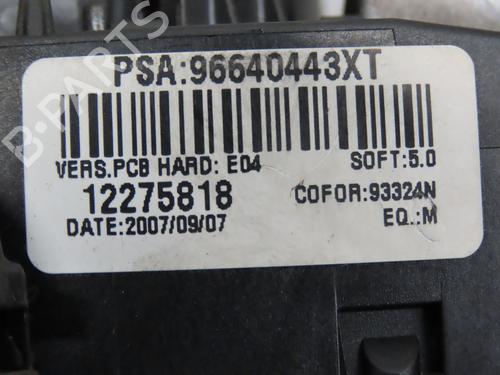 PSA:96640443XT
VERS.PCB HARD: E04 SOFT:5.0
12275818 COFOR:93324N
DATE:2007/09/07 EQ.:M
B-PARTS